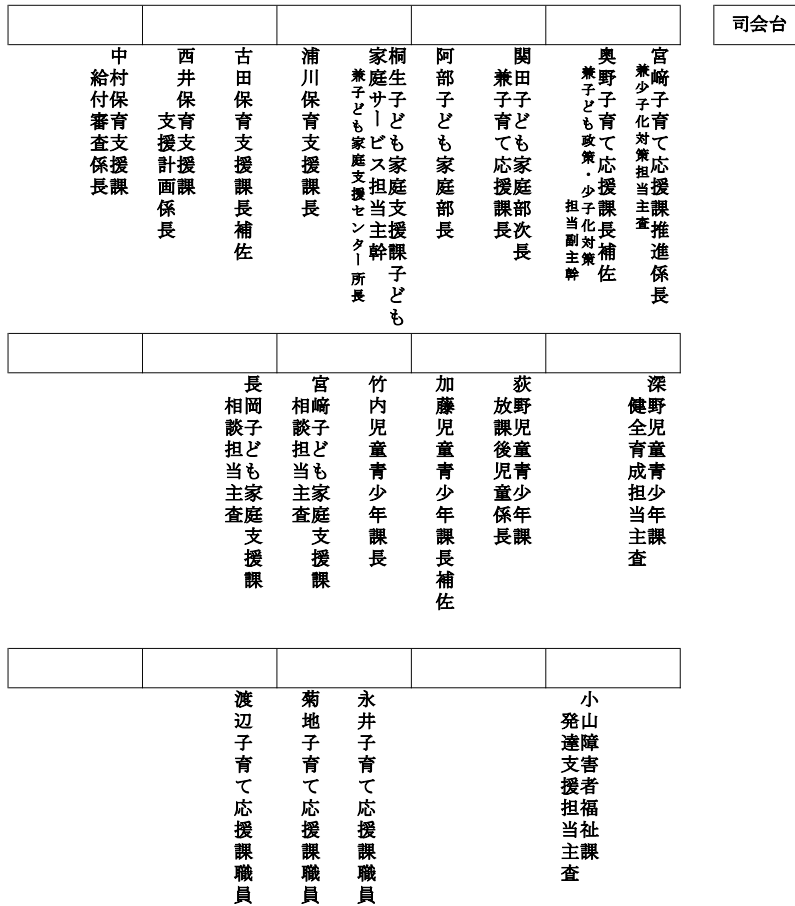 司会台
宮﨑子育て応援課推進係長
兼少子化対策担当主査
奥野子育て応援課長補佐
兼子ども政策・少子化対策
担当副主幹
関田子ども家庭部次長
兼子育て応援課長
阿部子ども家庭部長
桐生子ども家庭支援課子ども
家庭サービス担当主幹
兼子ども家庭支援センター所長
浦川保育支援課長
古田保育支援課長補佐
西井保育支援課
支援計画係長
中村保育支援課
給付審査係長
深野児童青少年課
健全育成担当主査
荻野児童青少年課
放課後児童係長
加藤児童青少年課長補佐
竹内児童青少年課長
宮﨑子ども家庭支援課
相談担当主査
長岡子ども家庭支援課
相談担当主査
小山障害者福祉課
発達支援担当主査
永井子育て応援課職員
菊地子育て応援課職員
渡辺子育て応援課職員